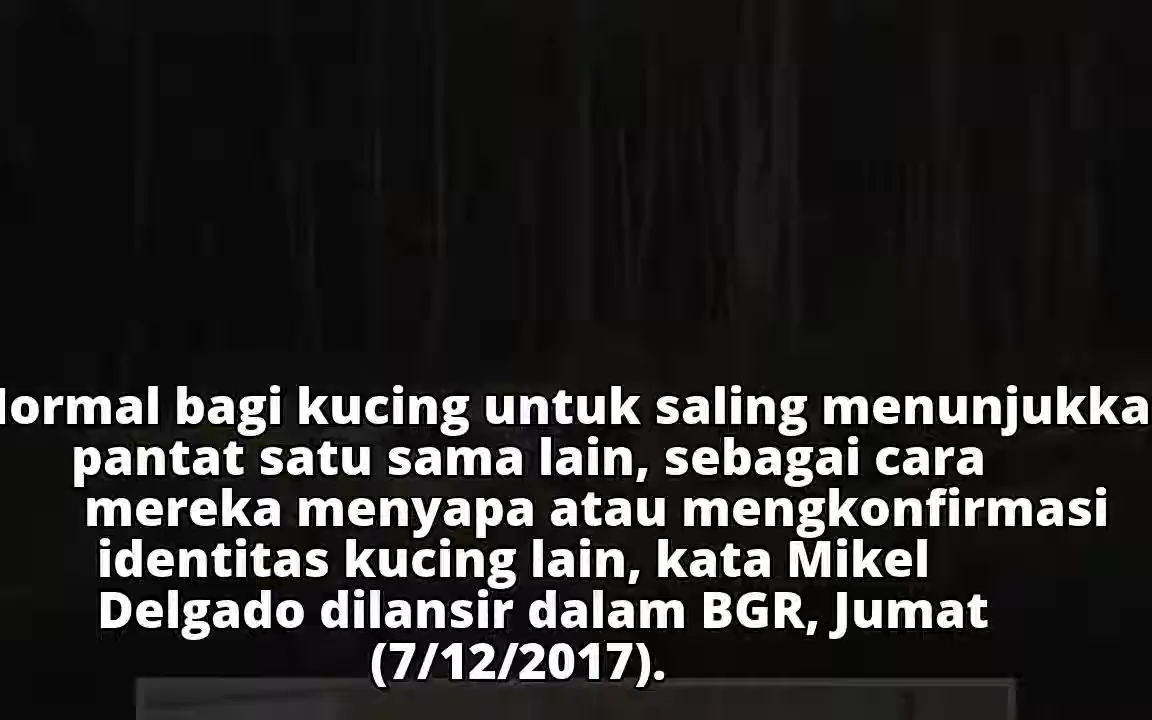 Normal bagi kucing untuk saling menunjukka
pantat satu sama lain, sebagai cara
mereka menyapa atau mengkonfirmasi
identitas kucing lain, kata Mikel
Delgado dilansir dalam BGR, Jumat
(7/12/2017).